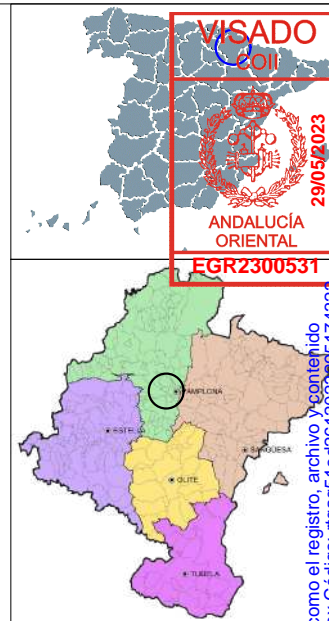 VISADO
COII
29/05/2023
ANDALUCÍA
ORIENTAL
EGR2300531
PAMPLONA
ESTELLA
SANGÜESA
OLITE
TUDELA
como el registro, archivo y contenido